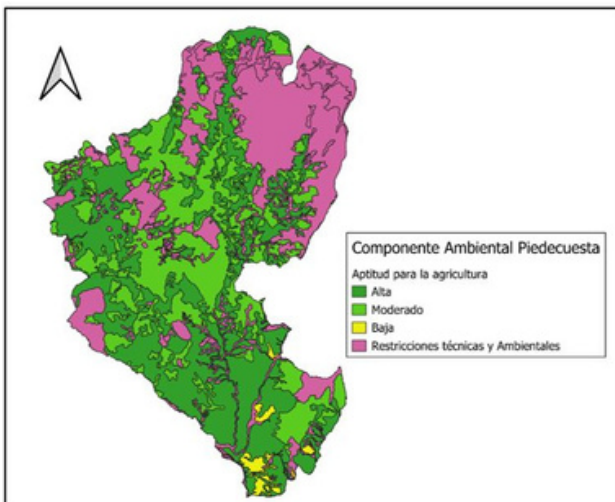 Componente Ambiental Piedecuesta
Aptitud para la agricultura
Alta
Moderado
Baja
Restricciones técnicas y Ambientales